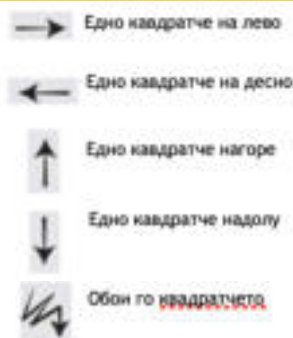 Едно квадратче на лево
Едно квадратче на десно
Едно квадратче нагоре
Едно квадратче надолу
Обои го квадратчето